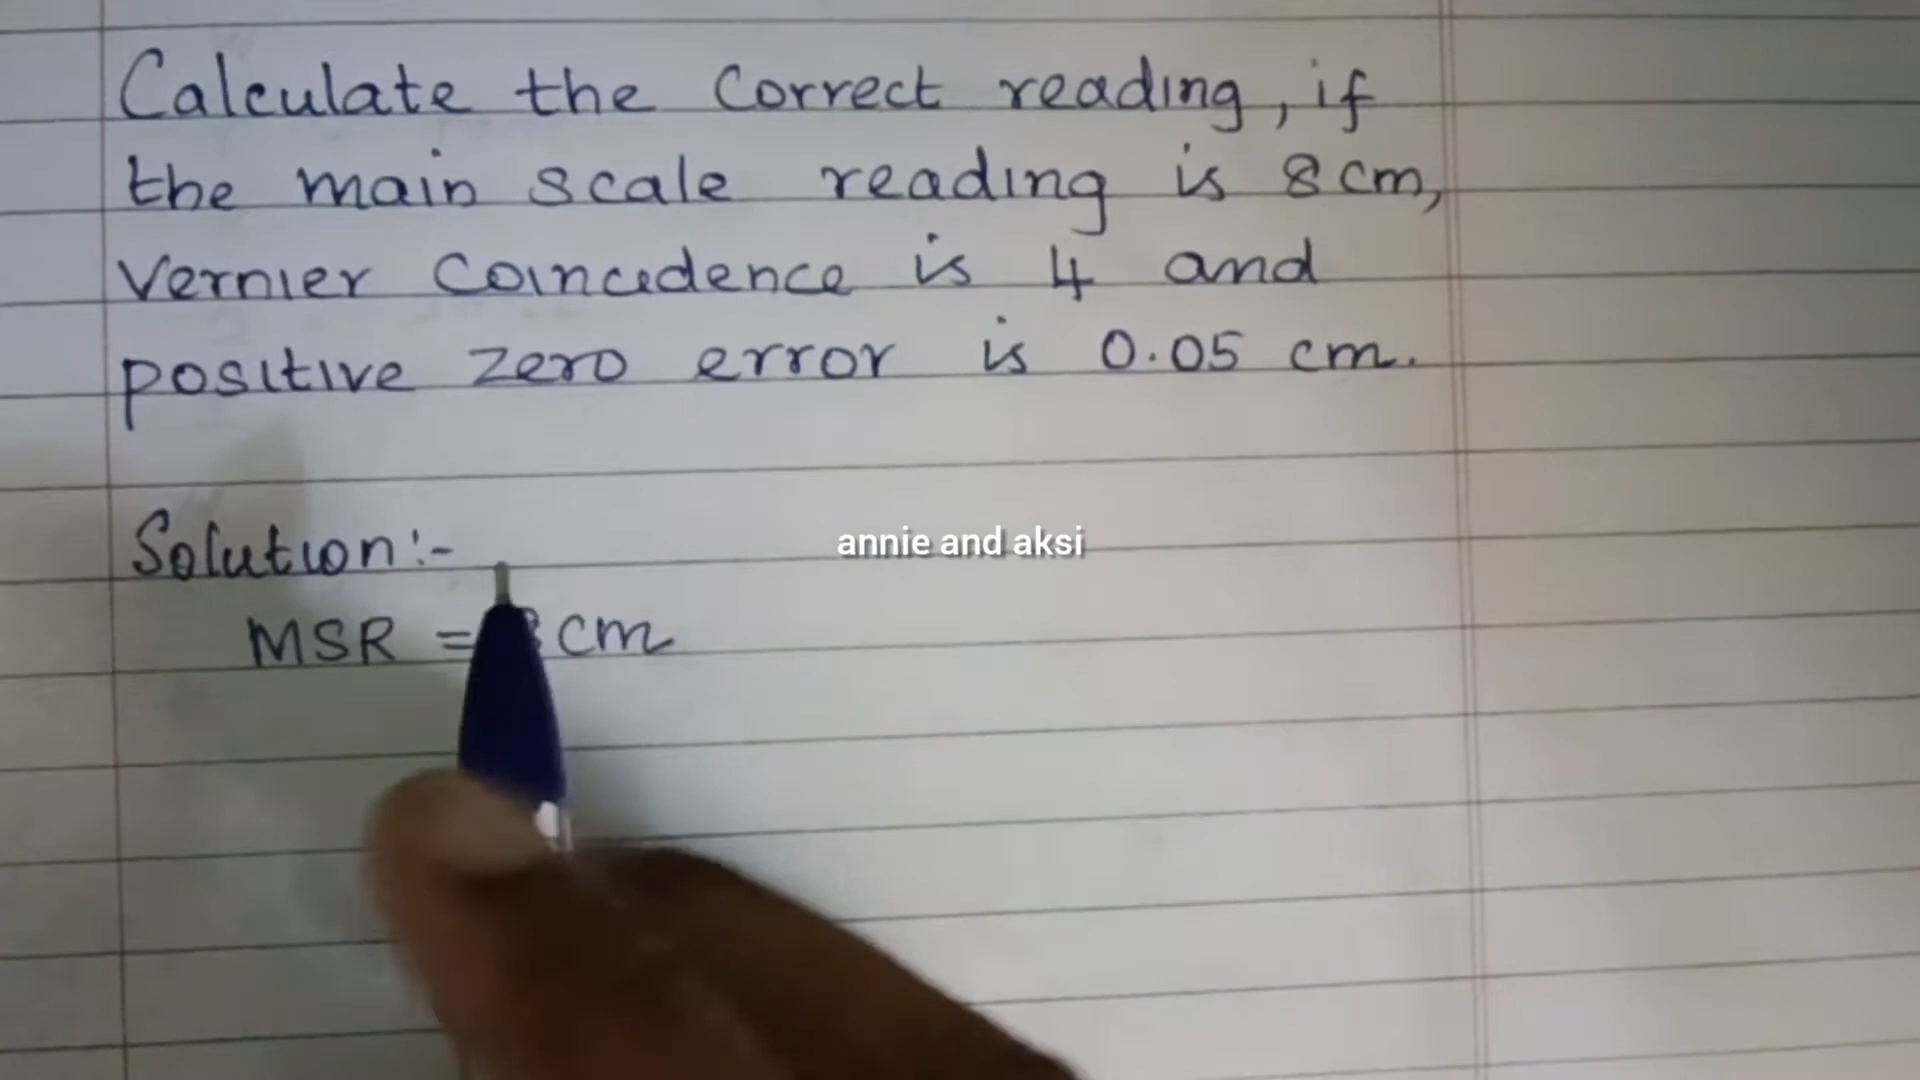 Calculate the Correct reading, if
the main scale reading is 8 cm,
Vernier Coincidence is 4 and
positive zero error is 0.05 cm.
Solution:-
annie and aksi
MSR = 8 cm